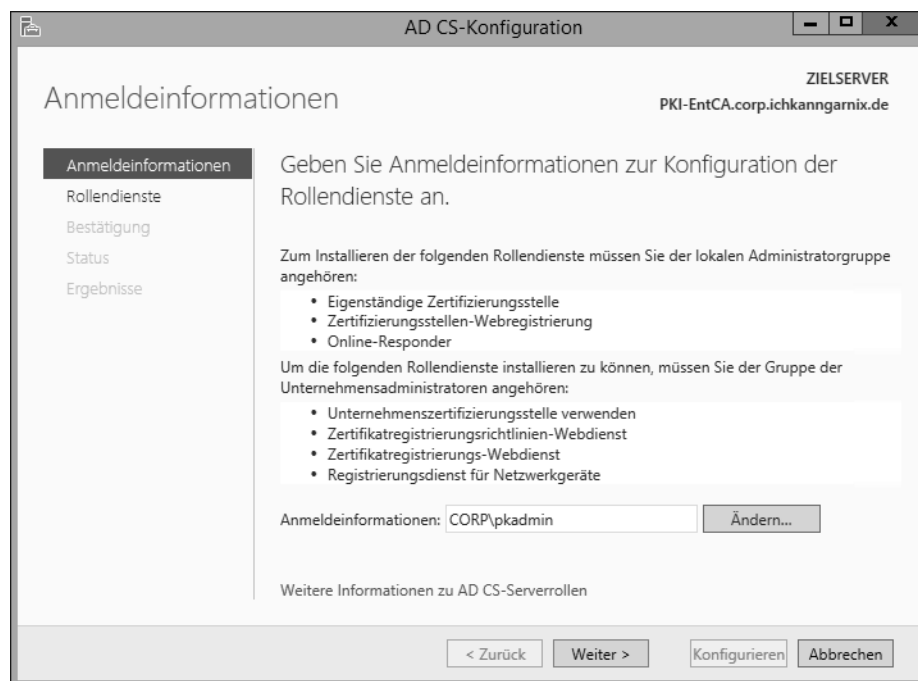 AD CS-Konfiguration
Anmeldeinformationen
ZIELSERVER
PKI-EntCA.corp.ichkanngarnix.de
Anmeldeinformationen
Rollendienste
Bestätigung
Status
Ergebnisse
Geben Sie Anmeldeinformationen zur Konfiguration der
Rollendienste an.
Zum Installieren der folgenden Rollendienste müssen Sie der lokalen Administratorgruppe
angehören:
• Eigenständige Zertifizierungsstelle
• Zertifizierungsstellen-Webregistrierung
• Online-Responder
Um die folgenden Rollendienste installieren zu können, müssen Sie der Gruppe der
Unternehmensadministratoren angehören:
• Unternehmenszertifizierungsstelle verwenden
• Zertifikatregistrierungsrichtlinien-Webdienst
• Zertifikatregistrierungs-Webdienst
• Registrierungsdienst für Netzwerkgeräte
Anmeldeinformationen: CORP\pkadmin Ändern...
Weitere Informationen zu AD CS-Serverrollen
< Zurück Weiter > Konfigurieren Abbrechen